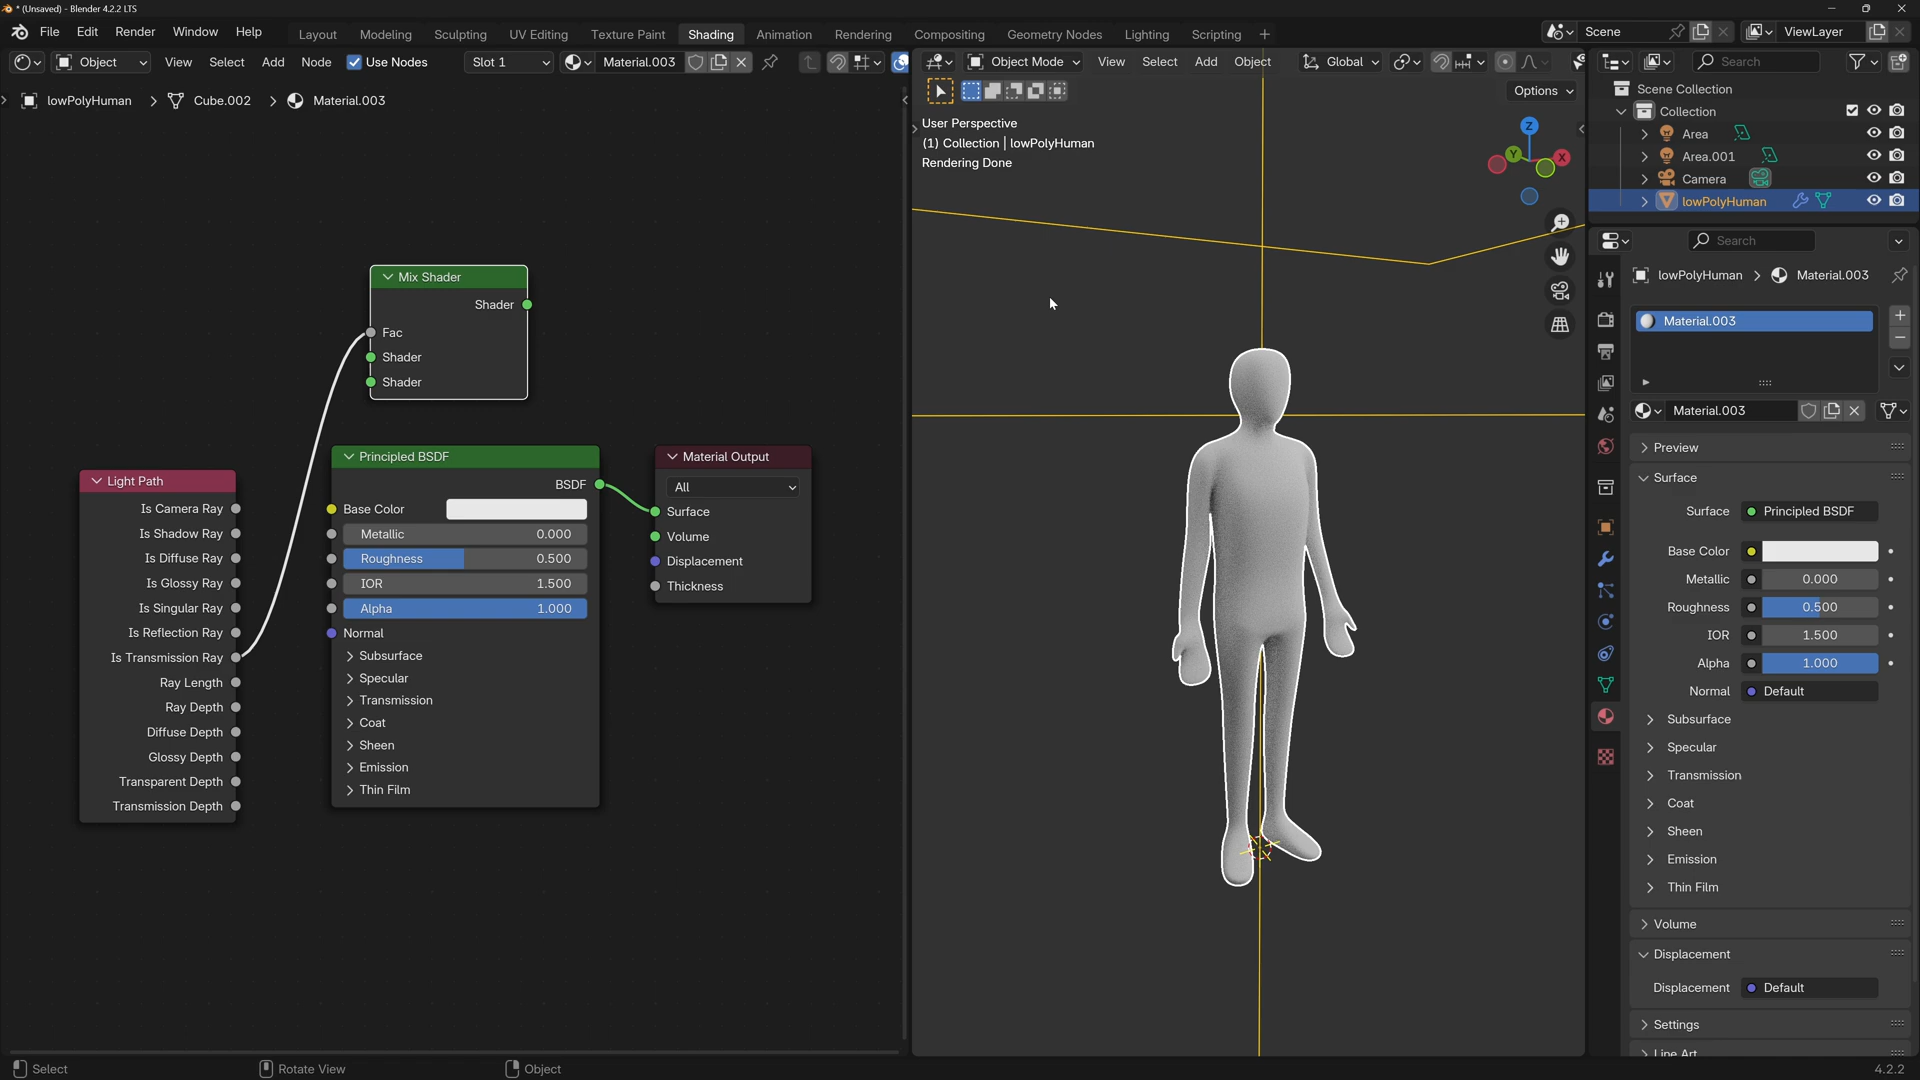 * (Unsaved) - Blender 4.2.2 LTS
File Edit Render Window Help Layout Modeling Sculpting UV Editing Texture Paint Shading Animation Rendering Compositing Geometry Nodes Lighting Scripting + Scene ViewLayer
Object View Select Add Node Use Nodes Slot 1 Material.003
lowPolyHuman > Cube.002 > Material.003
Mix Shader
Shader
Fac
Shader
Shader
Light Path
Is Camera Ray
Is Shadow Ray
Is Diffuse Ray
Is Glossy Ray
Is Singular Ray
Is Reflection Ray
Is Transmission Ray
Ray Length
Ray Depth
Diffuse Depth
Glossy Depth
Transparent Depth
Transmission Depth
Principled BSDF
BSDF
Base Color
Metallic 0.000
Roughness 0.500
IOR 1.500
Alpha 1.000
Normal
Subsurface
Specular
Transmission
Coat
Sheen
Emission
Thin Film
Material Output
All
Surface
Volume
Displacement
Thickness
Object Mode View Select Add Object Global
Options
User Perspective
(1) Collection | lowPolyHuman
Rendering Done
Z
Y
X
Search
Scene Collection
Collection
Area
Area.001
Camera
lowPolyHuman
Search
lowPolyHuman > Material.003
Material.003
Material.003
Preview
Surface
Surface Principled BSDF
Base Color
Metallic 0.000
Roughness 0.500
IOR 1.500
Alpha 1.000
Normal Default
Subsurface
Specular
Transmission
Coat
Sheen
Emission
Thin Film
Volume
Displacement
Displacement Default
Settings
Line Art
Select Rotate View Object 4.2.2